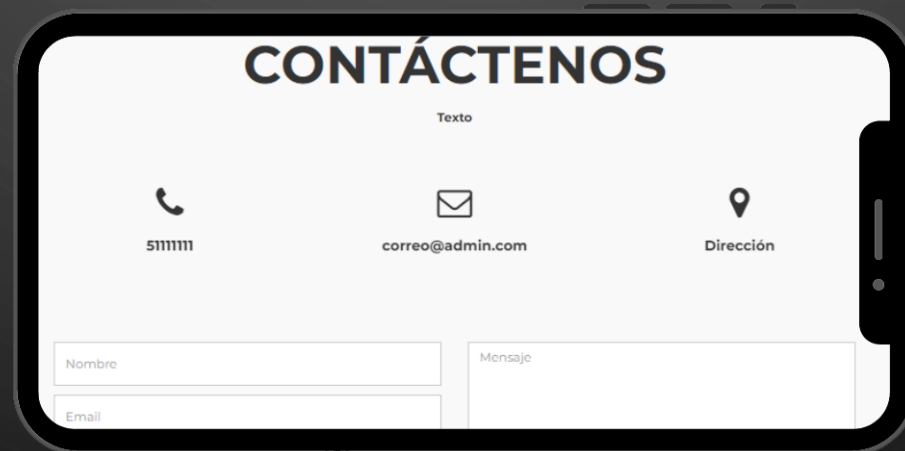 CONTÁCTENOS
Texto
51111111
correo@admin.com
Dirección
Nombre
Mensaje
Email